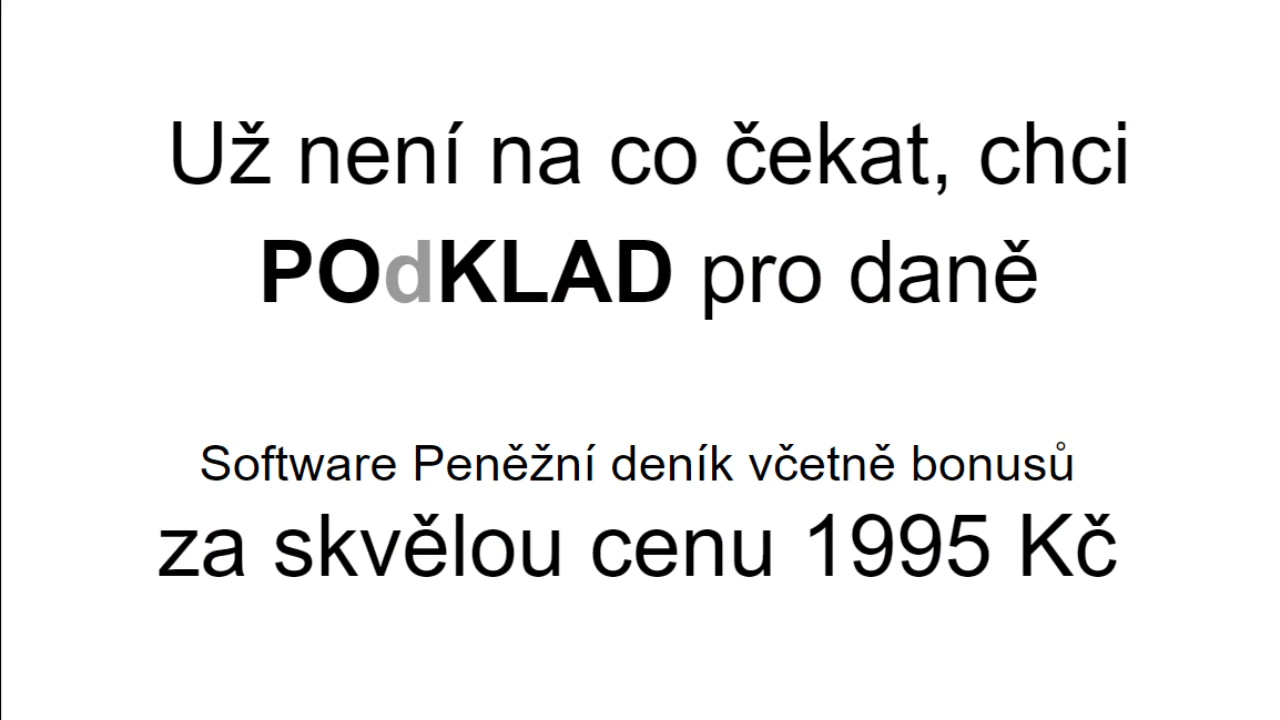 Už není na co čekat, chci
POdKLAD pro daně
Software Peněžní deník včetně bonusů
za skvělou cenu 1995 Kč